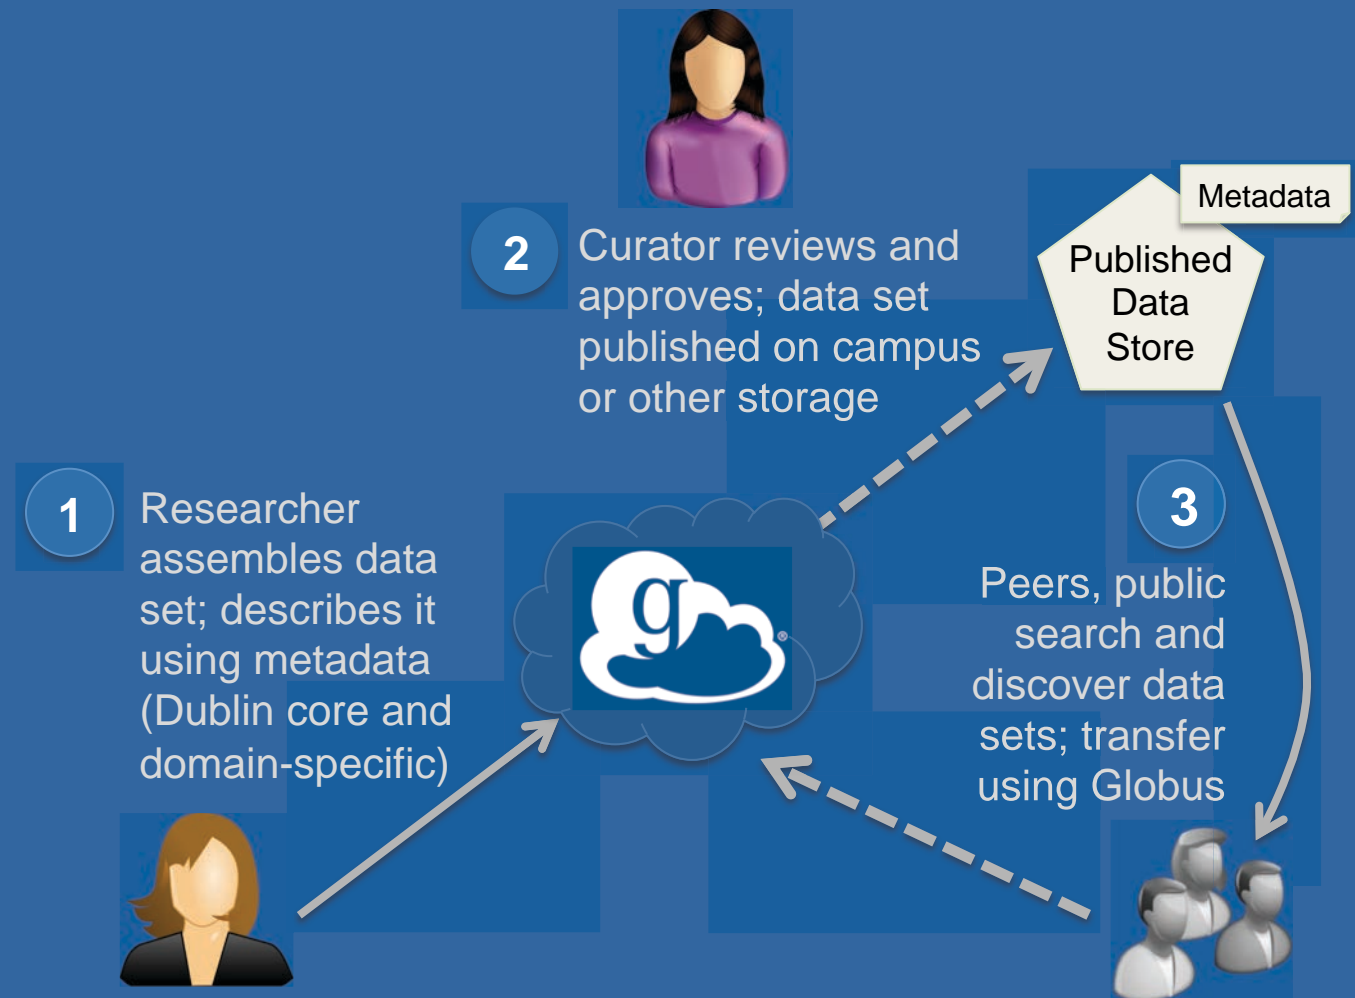 1
Researcher
assembles data
set; describes it
using metadata
(Dublin core and
domain-specific)
2
Curator reviews and
approves; data set
published on campus
or other storage
Metadata
Published
Data
Store
g
®
3
Peers, public
search and
discover data
sets; transfer
using Globus